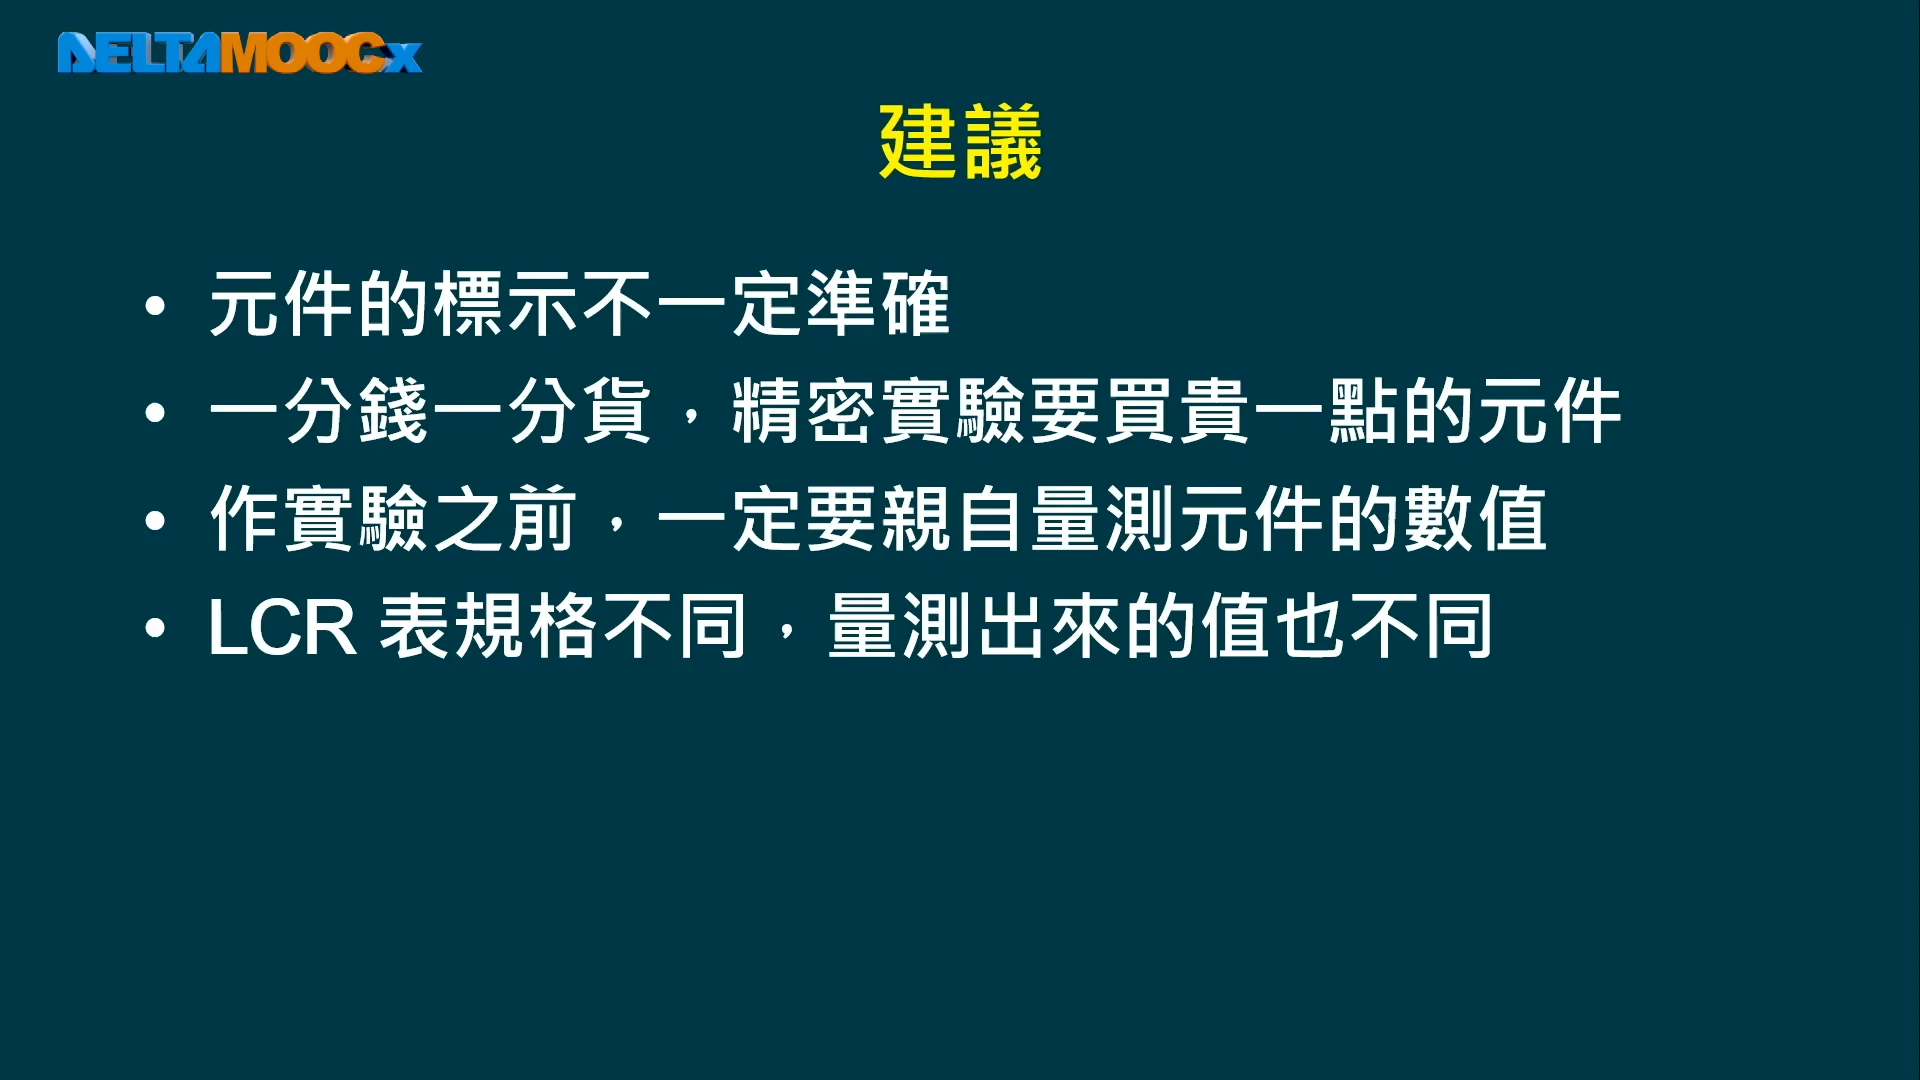 DELTAMOOCx
建議
• 元件的標示不一定準確
• 一分錢一分貨，精密實驗要買貴一點的元件
• 作實驗之前，一定要親自量測元件的數值
• LCR 表規格不同，量測出來的值也不同